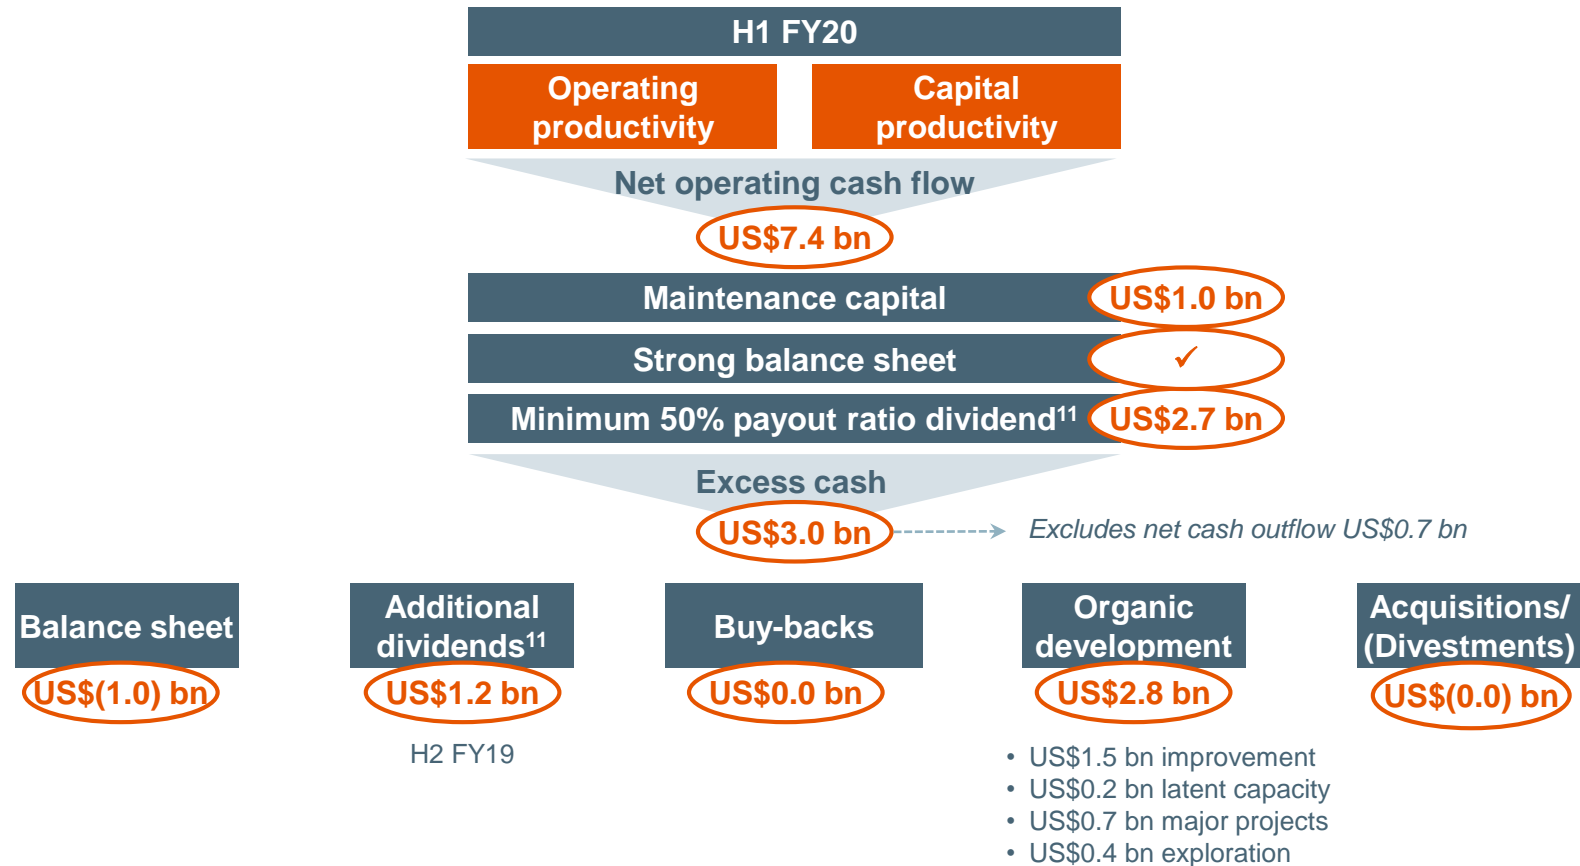 H1 FY20
Operating
productivity
Capital
productivity
Net operating cash flow
US$7.4 bn
Maintenance capital
US$1.0 bn
Strong balance sheet
✓
Minimum 50% payout ratio dividend¹¹
US$2.7 bn
Excess cash
US$3.0 bn
Excludes net cash outflow US$0.7 bn
Balance sheet
US$(1.0) bn
Additional
dividends¹¹
US$1.2 bn
H2 FY19
Buy-backs
US$0.0 bn
Organic
development
US$2.8 bn
• US$1.5 bn improvement
• US$0.2 bn latent capacity
• US$0.7 bn major projects
• US$0.4 bn exploration
Acquisitions/
(Divestments)
US$(0.0) bn